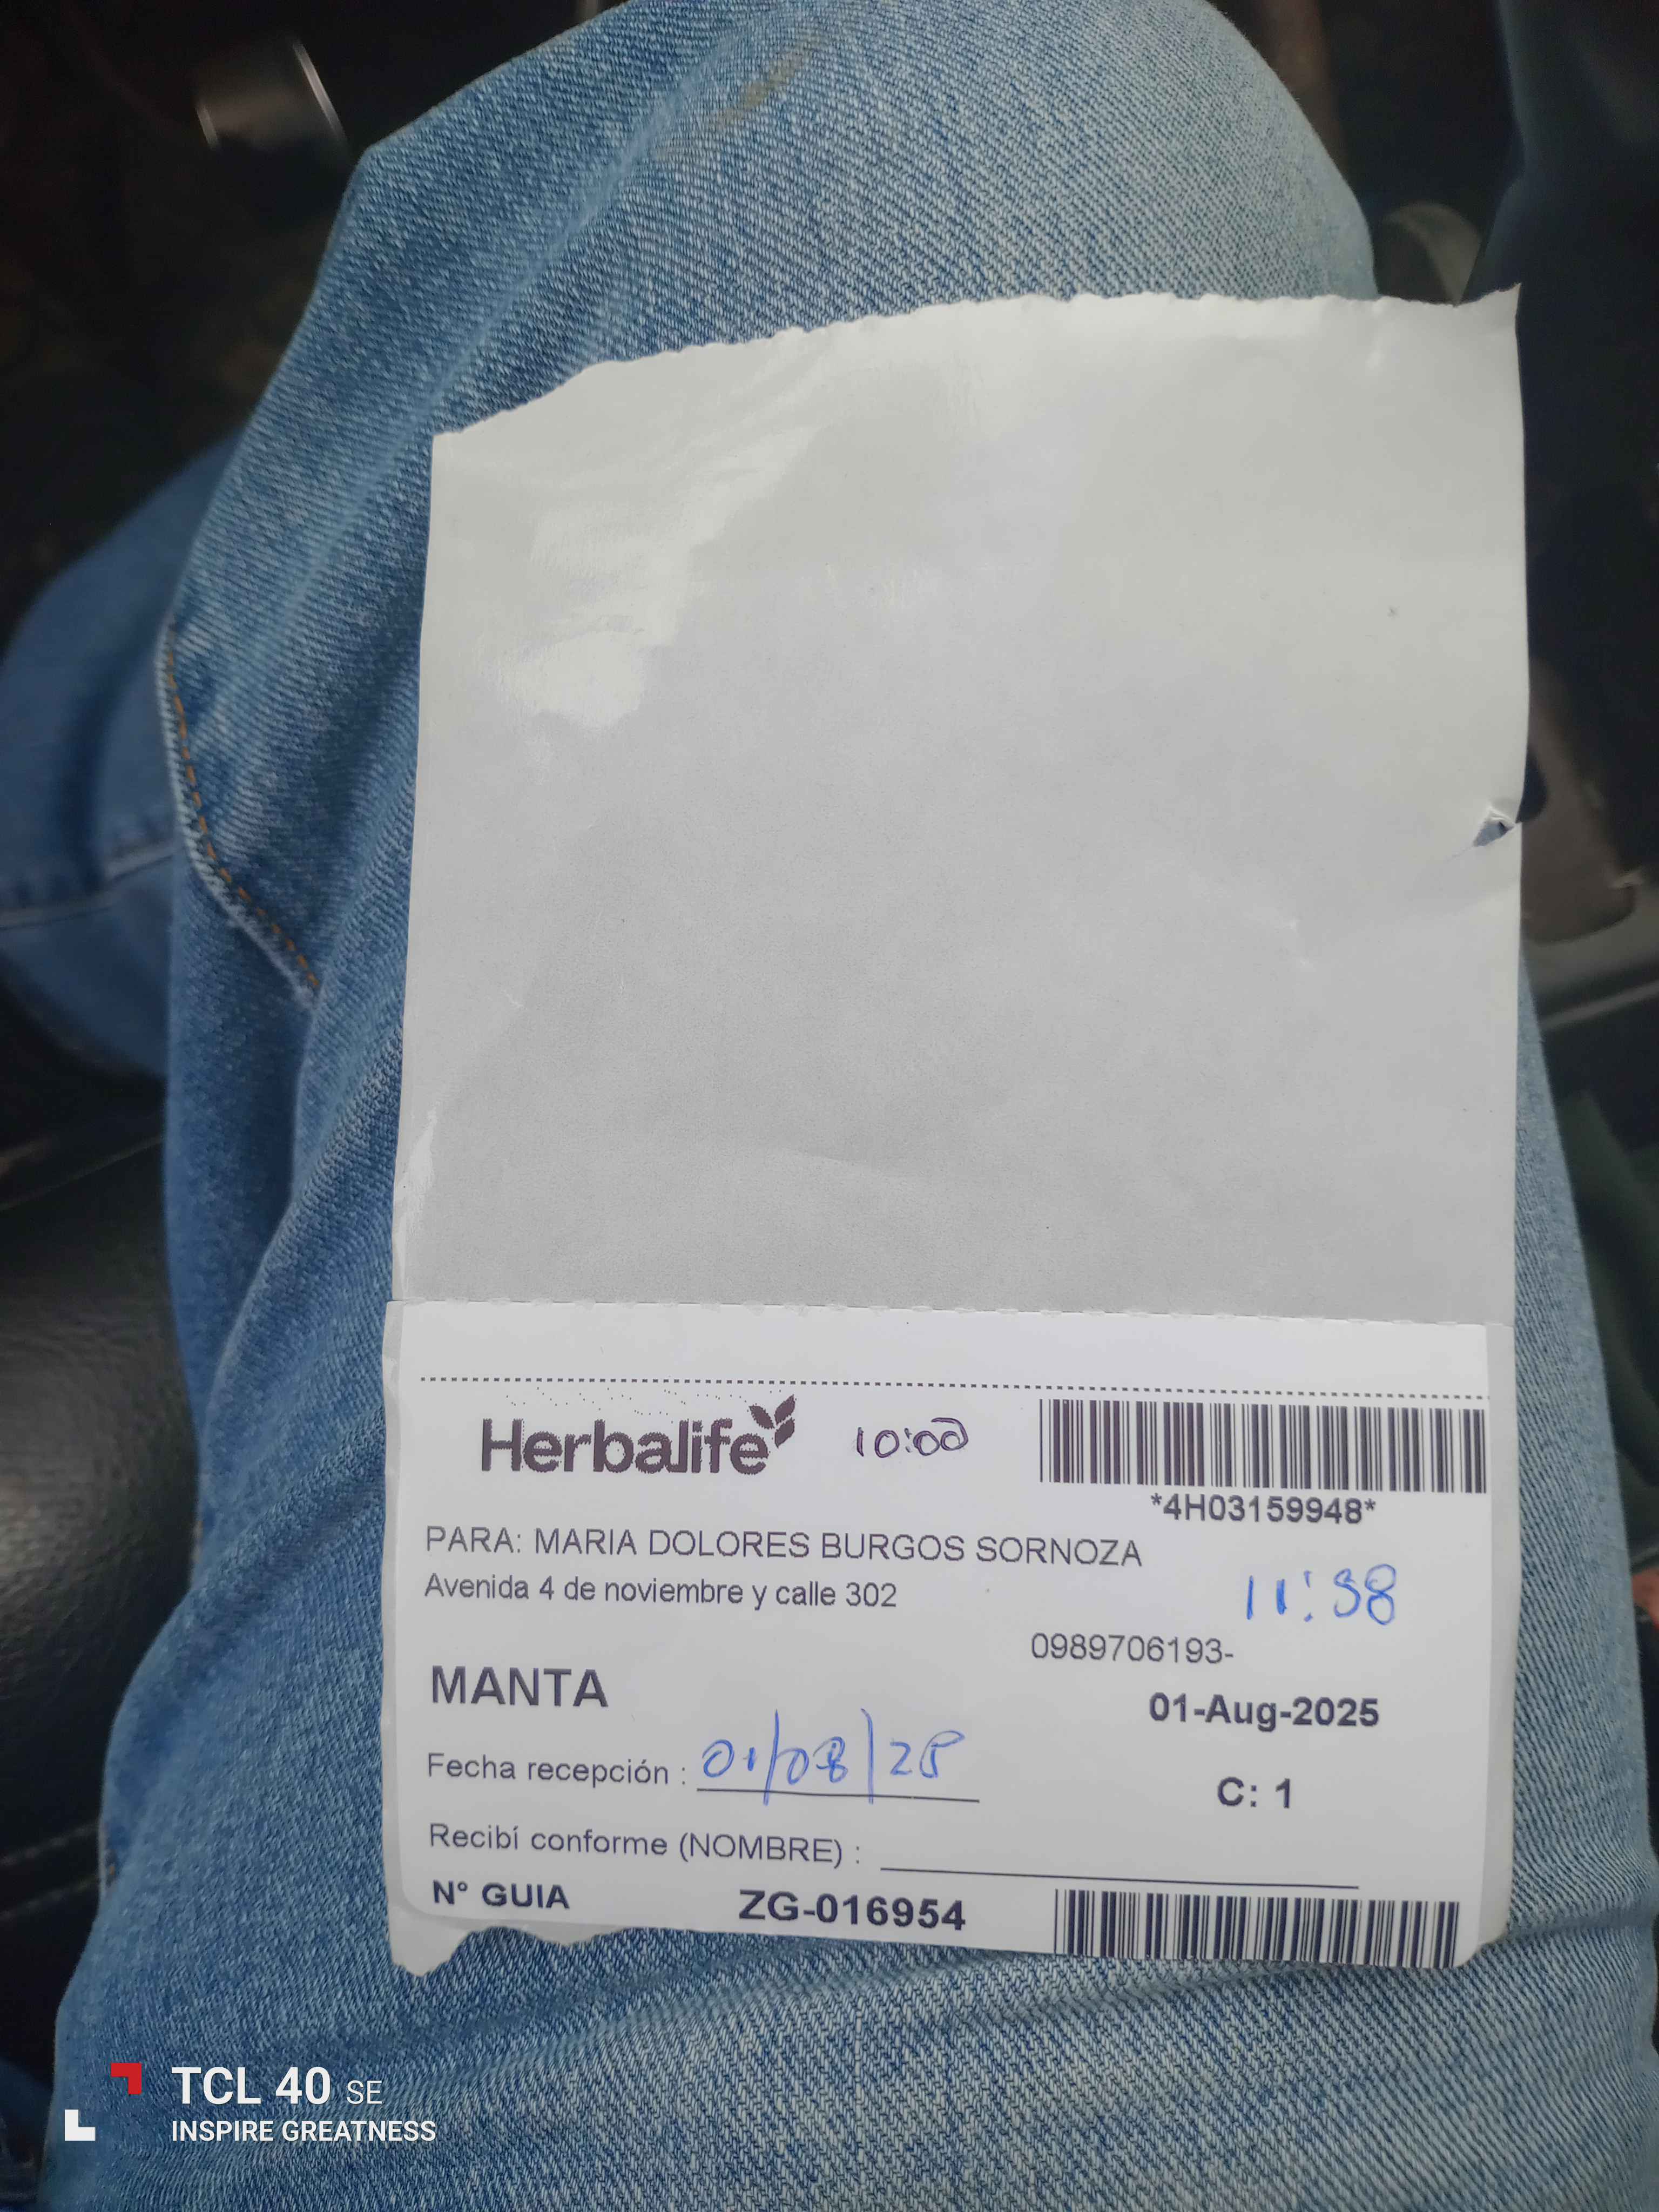 Herbalife 10:00
*4H03159948*
PARA: MARIA DOLORES BURGOS SORNOZA
Avenida 4 de noviembre y calle 302
11:38
0989706193-
MANTA
01-Aug-2025
Fecha recepción : 01/08/25
C: 1
Recibí conforme (NOMBRE) :
N° GUIA ZG-016954
TCL 40 SE
INSPIRE GREATNESS